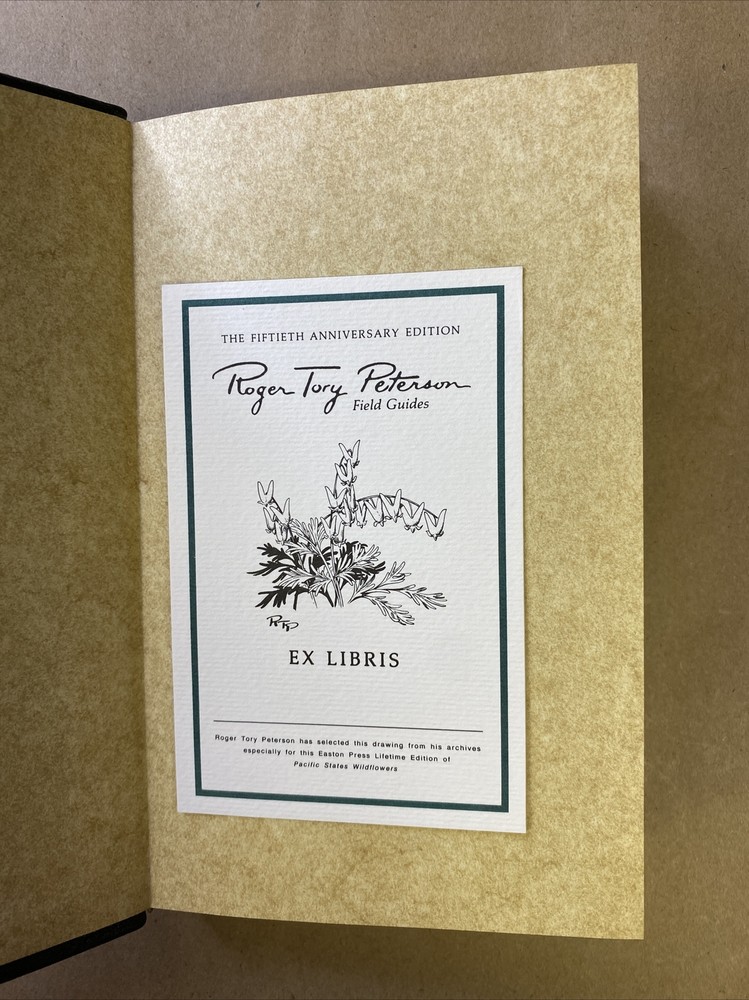 THE FIFTIETH ANNIVERSARY EDITION
Roger Tory Peterson
Field Guides
RTP
EX LIBRIS
Roger Tory Peterson has selected this drawing from his archives
especially for this Easton Press Lifetime Edition of
Pacific States Wildflowers